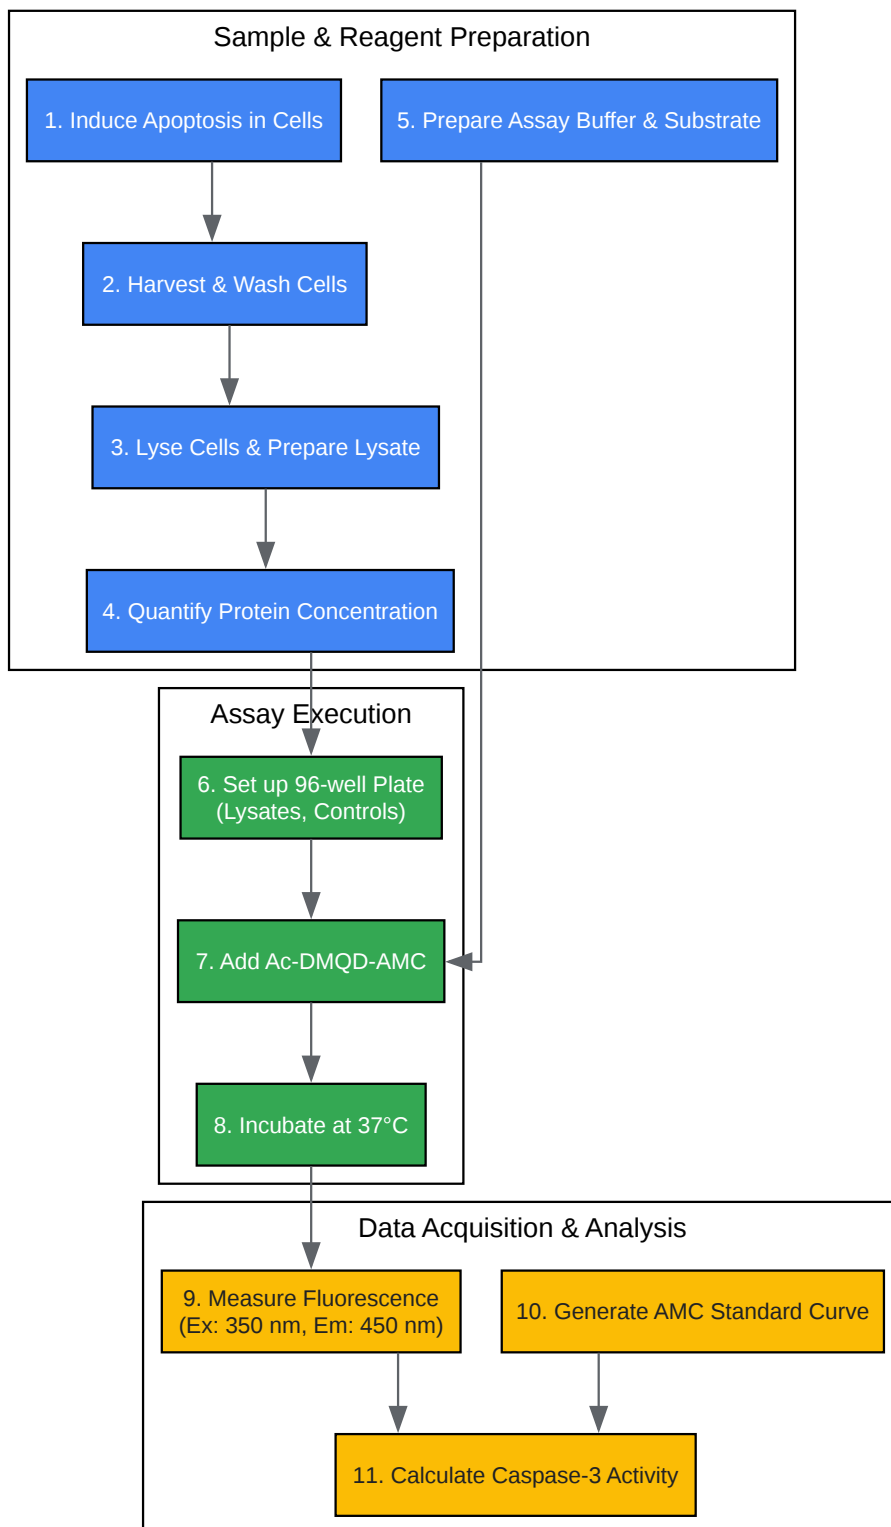 Sample & Reagent Preparation
1. Induce Apoptosis in Cells
5. Prepare Assay Buffer & Substrate
2. Harvest & Wash Cells
3. Lyse Cells & Prepare Lysate
4. Quantify Protein Concentration
Assay Execution
6. Set up 96-well Plate
(Lysates, Controls)
7. Add Ac-DMQD-AMC
8. Incubate at 37°C
Data Acquisition & Analysis
9. Measure Fluorescence
(Ex: 350 nm, Em: 450 nm)
10. Generate AMC Standard Curve
11. Calculate Caspase-3 Activity